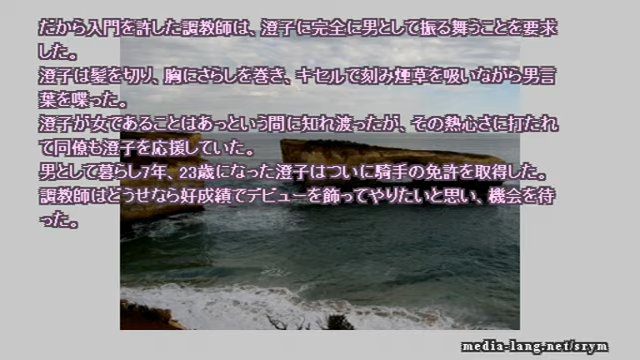 だから入門を許した調教師は、澄子に完全に男として振る舞うことを要求
した。
澄子は髪を切り、胸にさらしを巻き、キセルで刻み煙草を吸いながら男言
葉を喋った。
澄子が女であることはあっという間に知れ渡ったが、その熱心さに打たれ
て同僚も澄子を応援していた。
男として暮らし7年、23歳になった澄子はついに騎手の免許を取得した。
調教師はどうせなら好成績でデビューを飾ってやりたいと思い、機会を待
った。
media-lang-net/srym